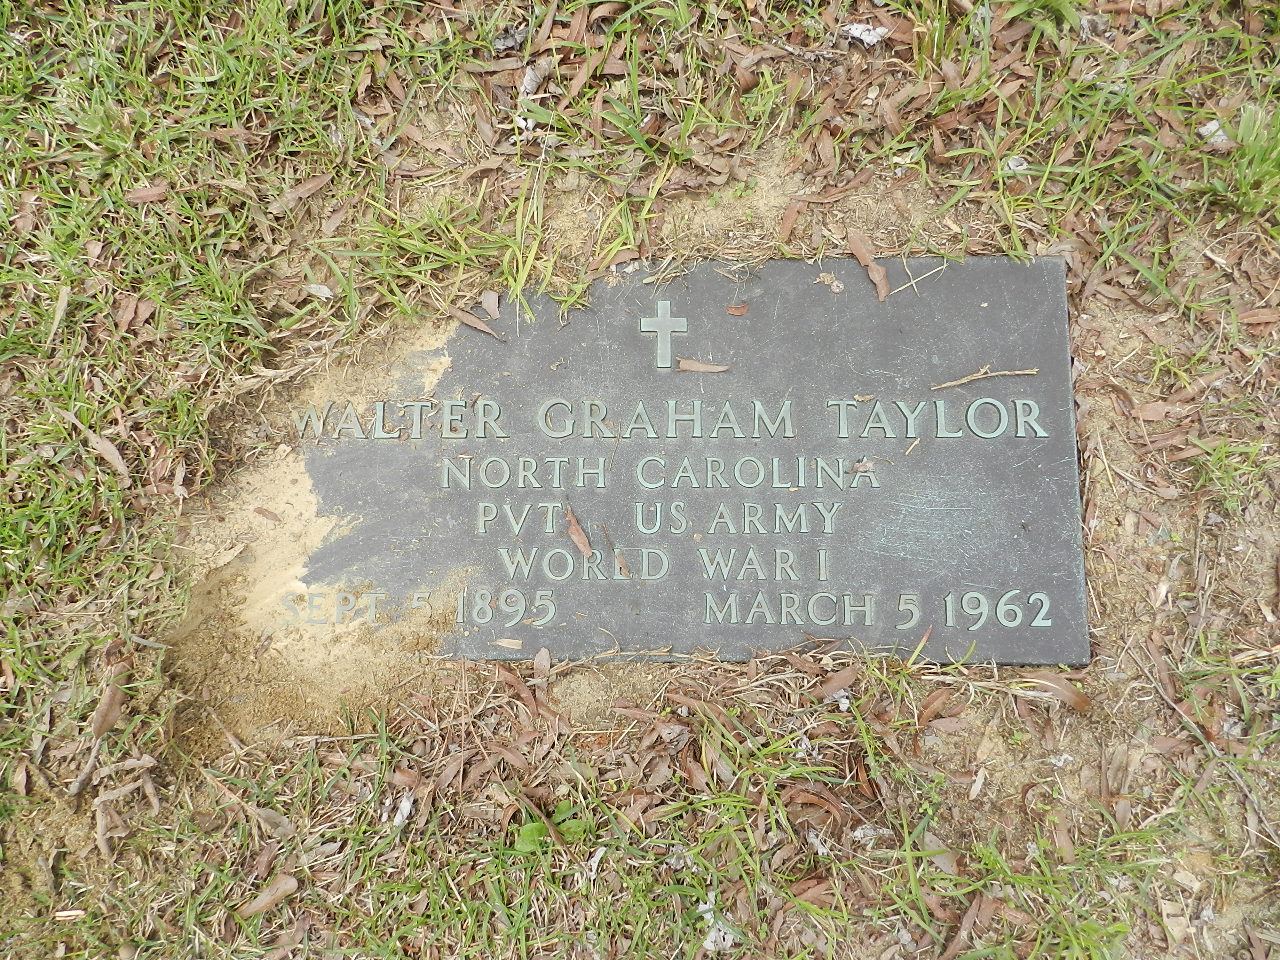 WALTER GRAHAM TAYLOR
NORTH CAROLINA
PVT US ARMY
WORLD WAR I
SEPT 5 1895 MARCH 5 1962